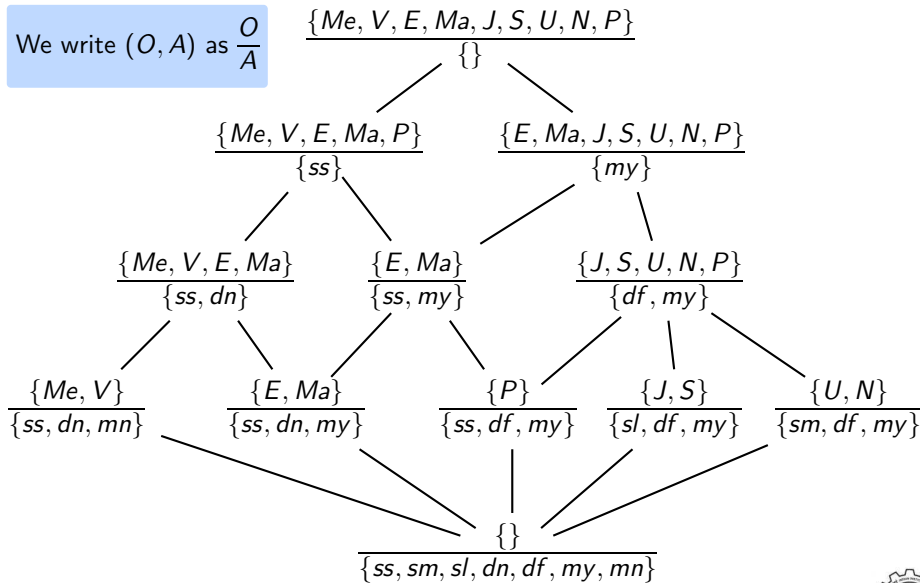 We write (O, A) as O/A
{Me, V, E, Ma, J, S, U, N, P}
{}
{Me, V, E, Ma, P} {E, Ma, J, S, U, N, P}
{ss} {my}
{Me, V, E, Ma} {E, Ma} {J, S, U, N, P}
{ss, dn} {ss, my} {df, my}
{Me, V} {E, Ma} {P} {J, S} {U, N}
{ss, dn, mn} {ss, dn, my} {ss, df, my} {sl, df, my} {sm, df, my}
{}
{ss, sm, sl, dn, df, my, mn}